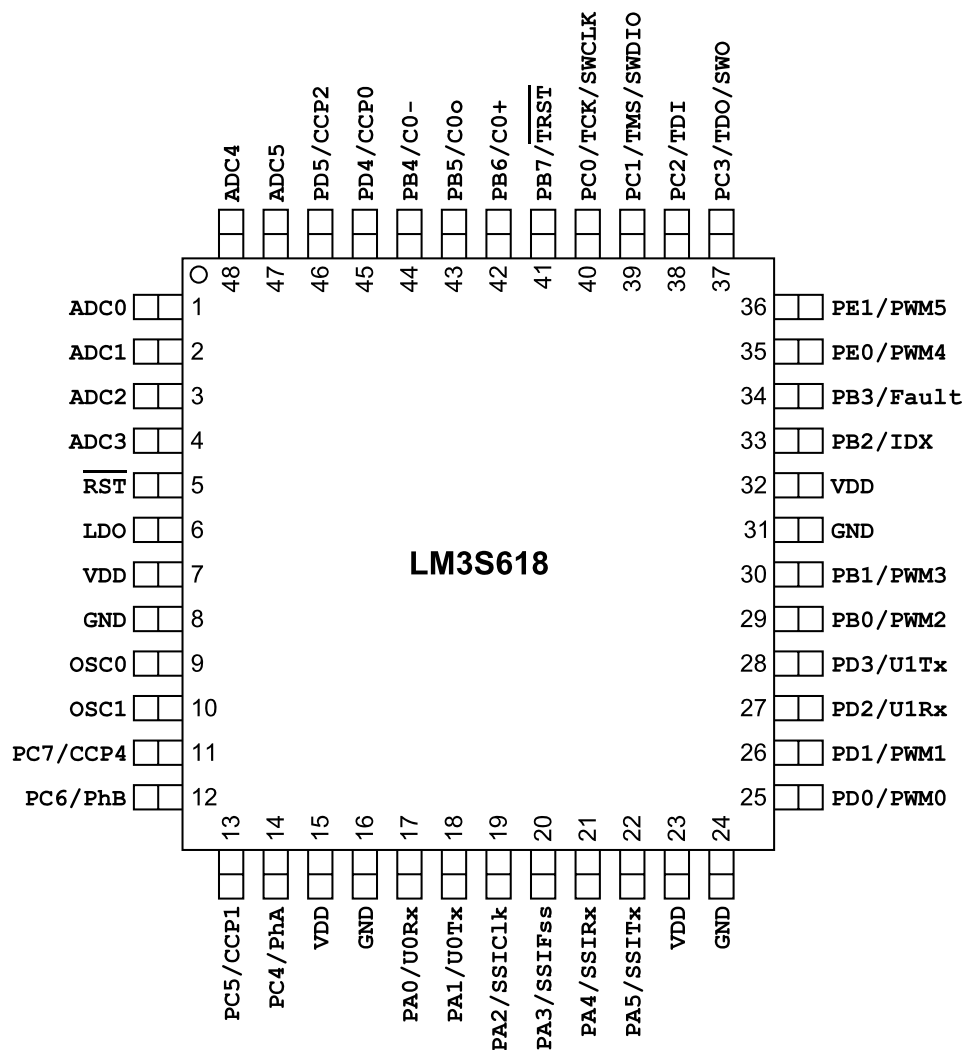 ADC4
ADC5
PD5/CCP2
PD4/CCP0
PB4/C0-
PB5/C0o
PB6/C0+
PB7/TRST
PC0/TCK/SWCLK
PC1/TMS/SWDIO
PC2/TDI
PC3/TDO/SWO
48
47
46
45
44
43
42
41
40
39
38
37
ADC0 1
ADC1 2
ADC2 3
ADC3 4
RST 5
LDO 6
VDD 7
GND 8
OSC0 9
OSC1 10
PC7/CCP4 11
PC6/PhB 12
LM3S618
36 PE1/PWM5
35 PE0/PWM4
34 PB3/Fault
33 PB2/IDX
32 VDD
31 GND
30 PB1/PWM3
29 PB0/PWM2
28 PD3/U1Tx
27 PD2/U1Rx
26 PD1/PWM1
25 PD0/PWM0
13
14
15
16
17
18
19
20
21
22
23
24
PC5/CCP1
PC4/PhA
VDD
GND
PA0/U0Rx
PA1/U0Tx
PA2/SSIClk
PA3/SSIFss
PA4/SSIRx
PA5/SSITx
VDD
GND